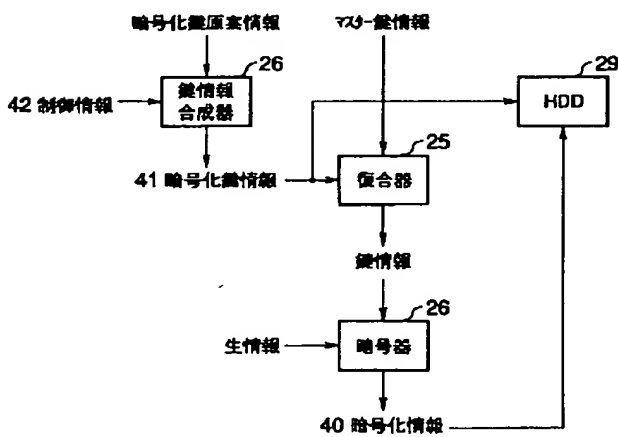 暗号化鍵原案情報
マスター鍵情報
26
29
42 制御情報
鍵情報
合成器
HDD
25
41 暗号化鍵情報
復合器
鍵情報
26
生情報
暗号器
40 暗号化情報